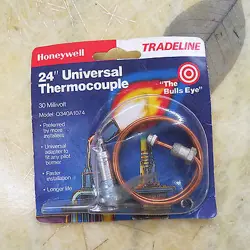 Honeywell
TRADELINE
24" Universal
Thermocouple
"The
Bulls Eye"
30 Millivolt
Model: Q340A1074
• Preferred
by more
installers
• Universal
adapter to
fit any pilot
burner
• Faster
installation
• Longer life